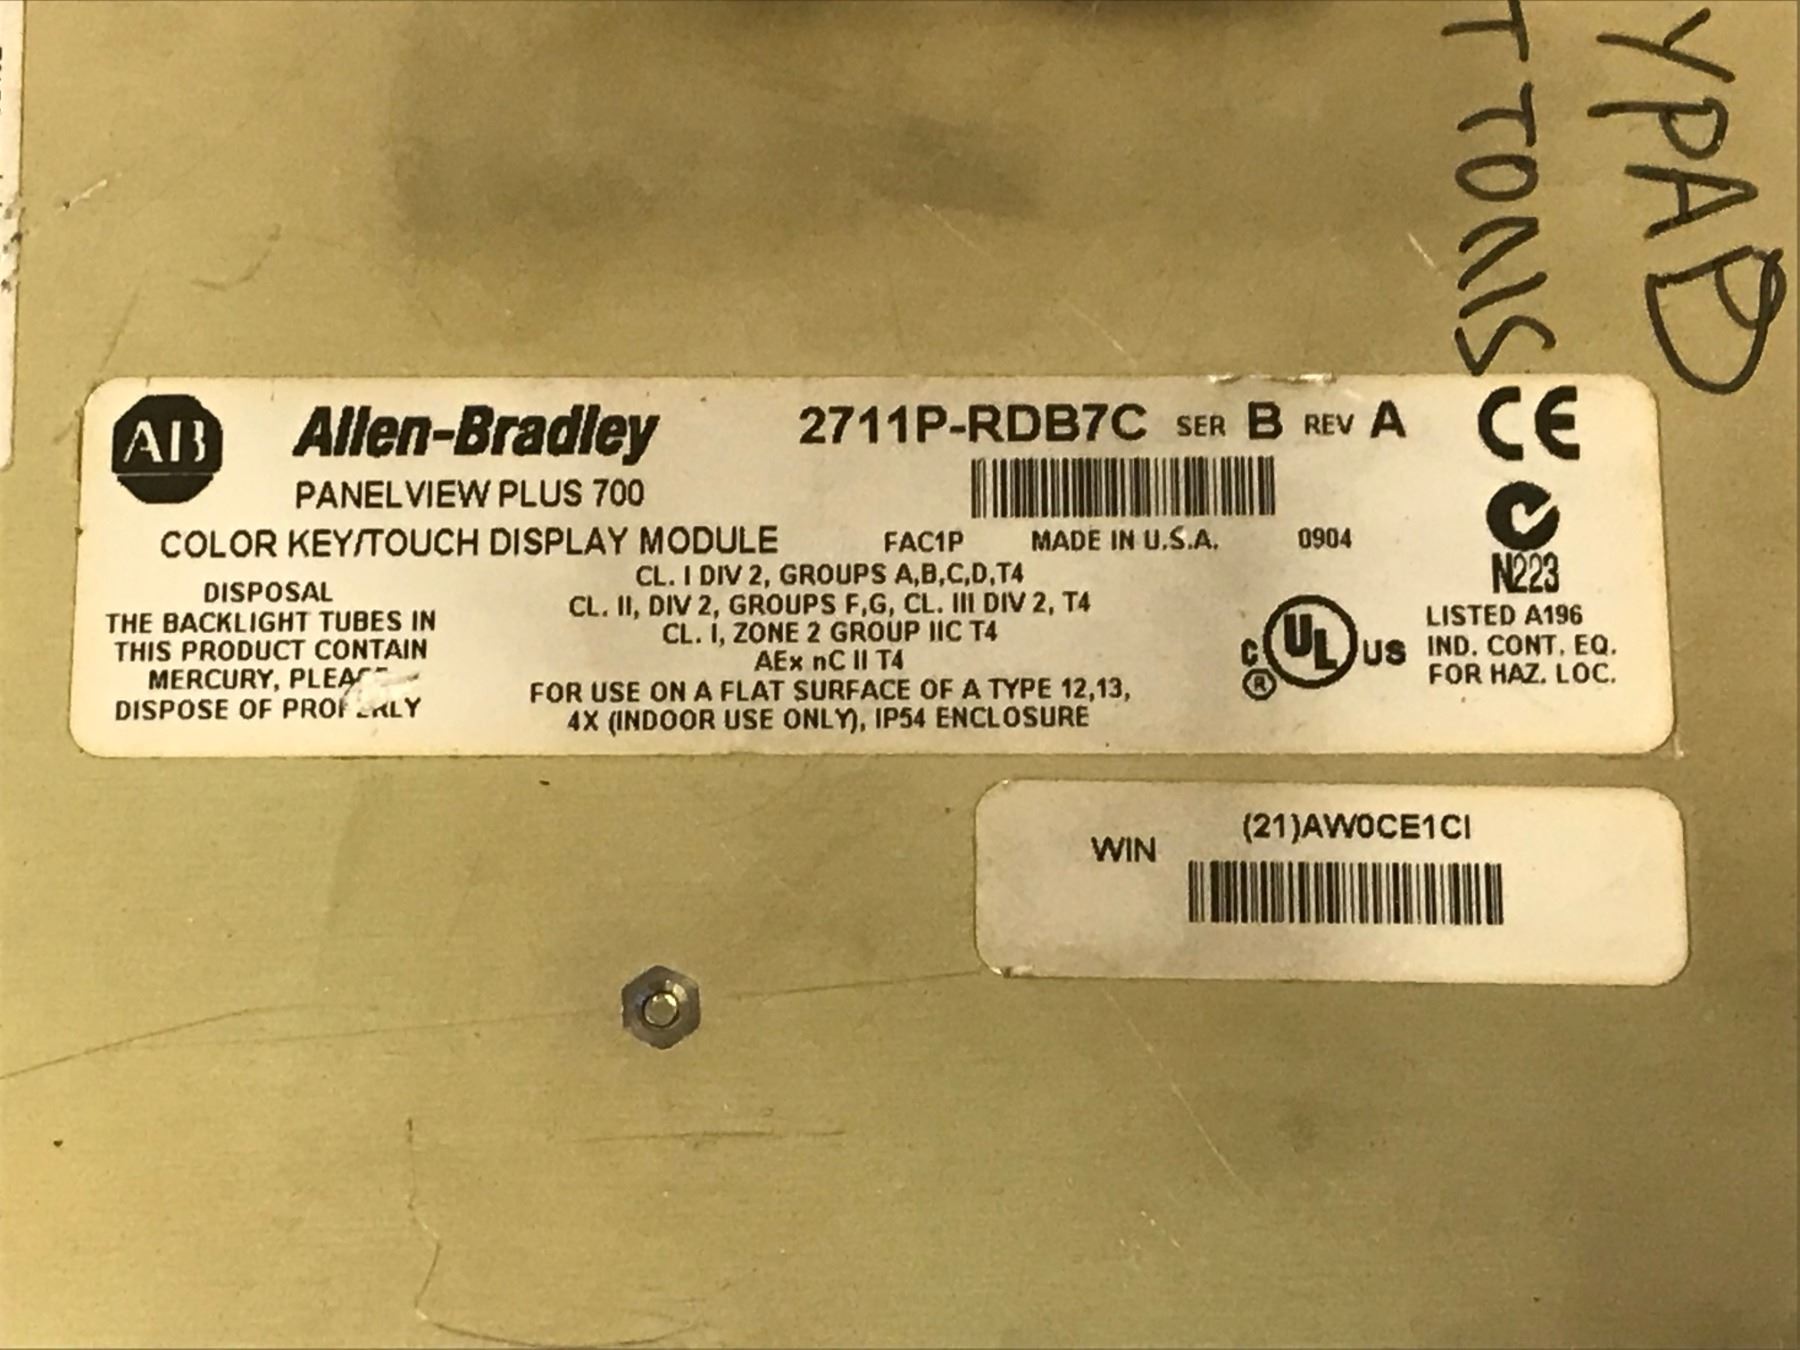 YPAD
TTONS
AB
Allen-Bradley
2711P-RDB7C SER B REV A
CE
PANELVIEW PLUS 700
COLOR KEY/TOUCH DISPLAY MODULE
FAC1P MADE IN U.S.A. 0904
N223
DISPOSAL
THE BACKLIGHT TUBES IN
THIS PRODUCT CONTAIN
MERCURY, PLEA
DISPOSE OF
CL. I DIV 2, GROUPS A,B,C,D,T4
CL. II, DIV 2, GROUPS F,G, CL. III DIV 2, T4
CL. I, ZONE 2 GROUP IIC T4
AEx nC II T4
FOR USE ON A FLAT SURFACE OF A TYPE 12,13,
4X (INDOOR USE ONLY), IP54 ENCLOSURE
C UL US
®
LISTED A196
IND. CONT. EQ.
FOR HAZ. LOC.
(21)AW0CE1CI
WIN